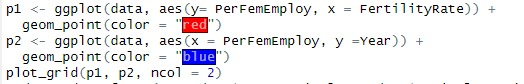 p1 <- ggplot(data, aes(y= PerFemEmploy, x = FertilityRate)) +
geom_point(color = "red")
p2 <- ggplot(data, aes(x = PerFemEmploy, y =Year)) +
geom_point(color = "blue")
plot_grid(p1, p2, ncol = 2)